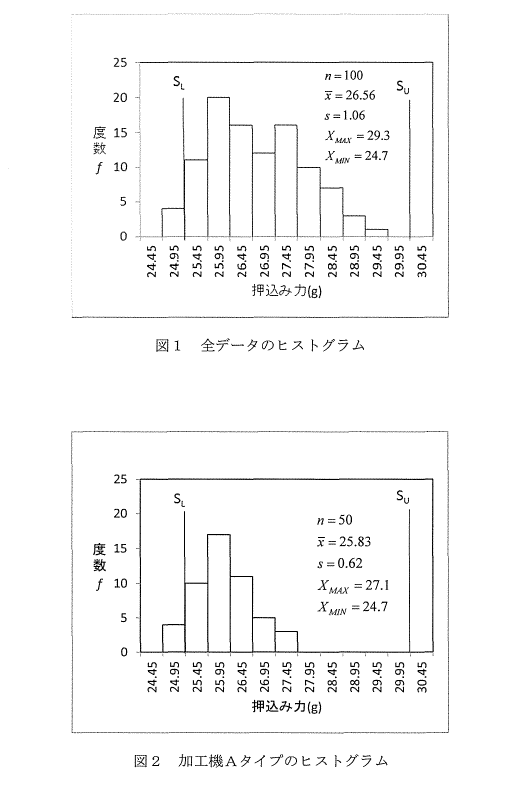 25
20
15
10
5
0
度数 f
S_L
S_U
n=100
x̄=26.56
s=1.06
X_MAX=29.3
X_MIN=24.7
24.45
24.95
25.45
25.95
26.45
26.95
27.45
27.95
28.45
28.95
29.45
29.95
30.45
押込み力(g)
図1 全データのヒストグラム
25
20
15
10
5
0
度数 f
S_L
S_U
n=50
x̄=25.83
s=0.62
X_MAX=27.1
X_MIN=24.7
24.45
24.95
25.45
25.95
26.45
26.95
27.45
27.95
28.45
28.95
29.45
29.95
30.45
押込み力(g)
図2 加工機Aタイプのヒストグラム